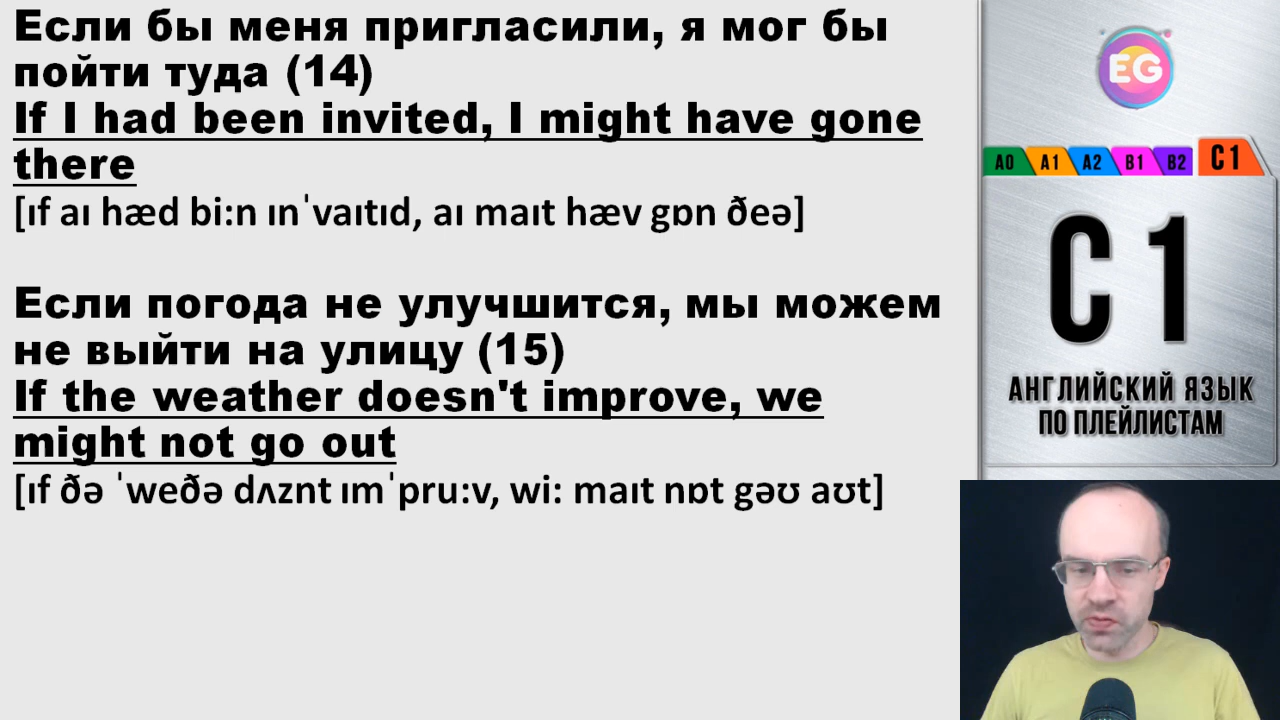 Если бы меня пригласили, я мог бы
пойти туда (14)
If I had been invited, I might have gone
there
[ɪf aɪ hæd bi:n ɪnˈvaɪtɪd, aɪ maɪt hæv gɒn ðeə]
Если погода не улучшится, мы можем
не выйти на улицу (15)
If the weather doesn't improve, we
might not go out
[ɪf ðə ˈweðə dʌznt ɪmˈpru:v, wi: maɪt nɒt gəʊ aʊt]
EG
A0 A1 A2 B1 B2 C1
C 1
АНГЛИЙСКИЙ ЯЗЫК
ПО ПЛЕЙЛИСТАМ